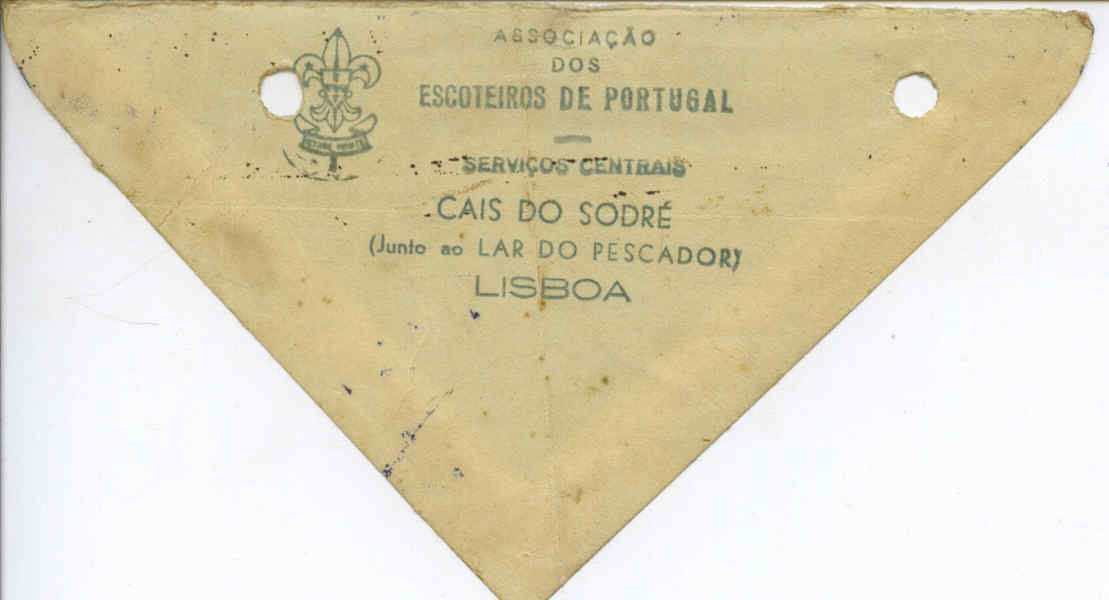 ASSOCIAÇÃO
DOS
ESCOTEIROS DE PORTUGAL
SERVIÇOS CENTRAIS
CAIS DO SODRÉ
(Junto ao LAR DO PESCADOR)
LISBOA